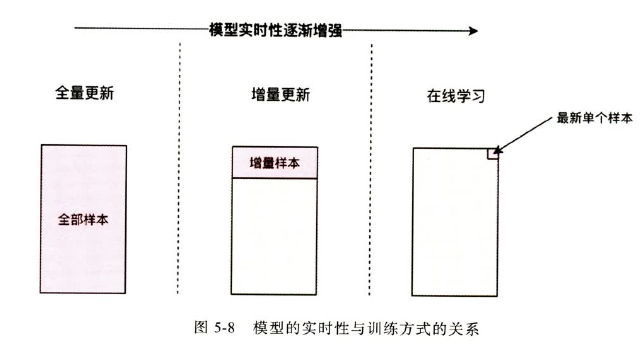 模型实时性逐渐增强
全量更新
增量更新
在线学习
最新单个样本
增量样本
全部样本
图 5-8 模型的实时性与训练方式的关系